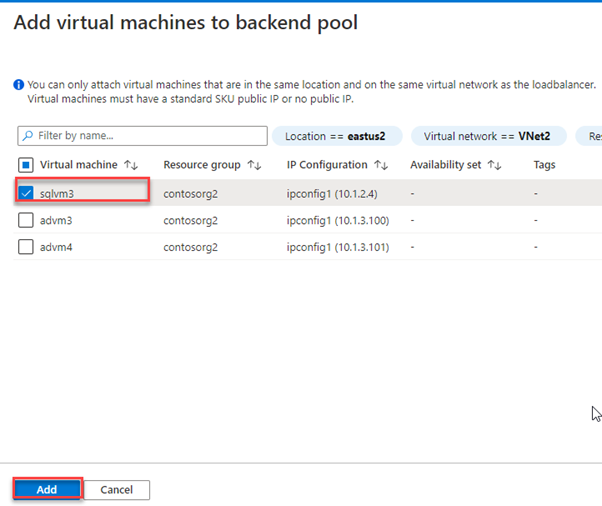 Add virtual machines to backend pool
You can only attach virtual machines that are in the same location and on the same virtual network as the loadbalancer.
Virtual machines must have a standard SKU public IP or no public IP.
Filter by name... Location == eastus2 Virtual network == VNet2 Res
Virtual machine ↑↓ Resource group ↑↓ IP Configuration ↑↓ Availability set ↑↓ Tags
sqlvm3 contosorg2 ipconfig1 (10.1.2.4) - -
advm3 contosorg2 ipconfig1 (10.1.3.100) - -
advm4 contosorg2 ipconfig1 (10.1.3.101) - -
Add Cancel